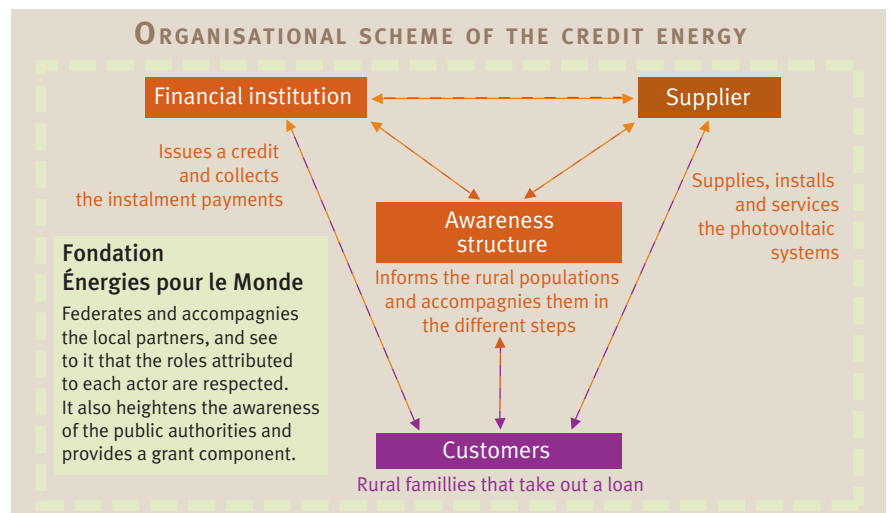 ORGANISATIONAL SCHEME OF THE CREDIT ENERGY
Financial institution
Supplier
Issues a credit
and collects
the instalment payments
Supplies, installs
and services
the photovoltaic
systems
Awareness
structure
Informs the rural populations
and accompagnies them in
the different steps
Fondation
Énergies pour le Monde
Federates and accompagnies
the local partners, and see
to it that the roles attributed
to each actor are respected.
It also heightens the awareness
of the public authorities and
provides a grant component.
Customers
Rural famillies that take out a loan